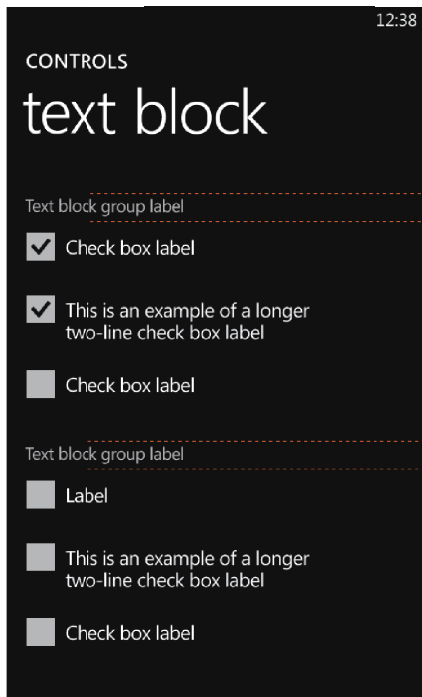 12:38
CONTROLS
text block
Text block group label
Check box label
This is an example of a longer
two-line check box label
Check box label
Text block group label
Label
This is an example of a longer
two-line check box label
Check box label